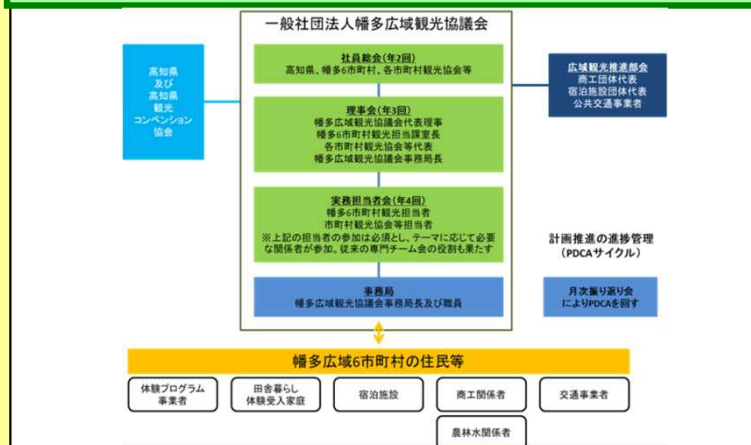 一般社団法人幡多広域観光協議会
社員総会(年2回)
高知県、幡多6市町村、各市町村観光協会等
高知県
及び
高知県
観光
コンベンション
協会
広域観光推進部会
商工団体代表
宿泊施設団体代表
公共交通事業者
理事会(年3回)
幡多広域観光協議会代表理事
幡多6市町村観光担当課室長
各市町村観光協会等代表
幡多広域観光協議会事務局長
実務担当者会(年4回)
幡多6市町村観光担当者
市町村観光協会等担当者
※上記の担当者の参加は必須とし、テーマに応じて必要
な関係者が参加。従来の専門チーム会の役割も果たす
計画推進の進捗管理
(PDCAサイクル)
事務局
幡多広域観光協議会事務局長及び職員
月次振り返り会
によりPDCAを回す
幡多広域6市町村の住民等
体験プログラム
事業者
田舎暮らし
体験受入家庭
宿泊施設
商工関係者
交通事業者
農林水関係者